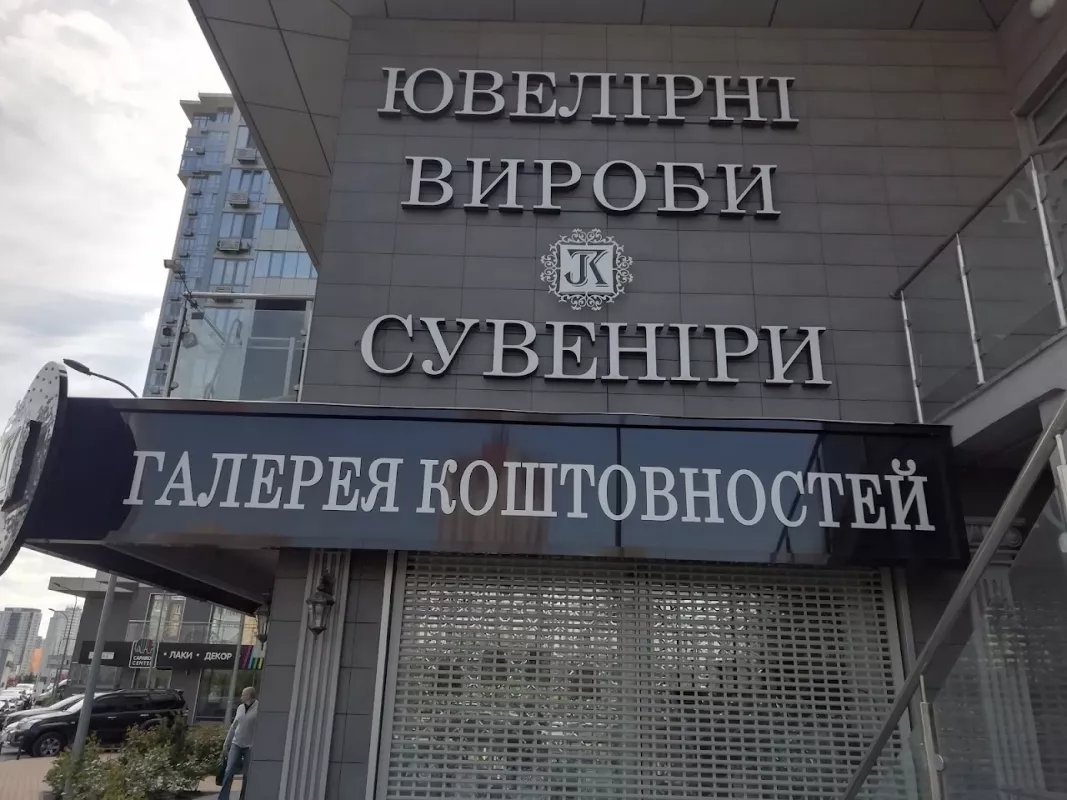 ЮВЕЛІРНІ
ВИРОБИ
JK
СУВЕНІРИ
ГАЛЕРЕЯ КОШТОВНОСТЕЙ
• ЛАКИ • ДЕКОР